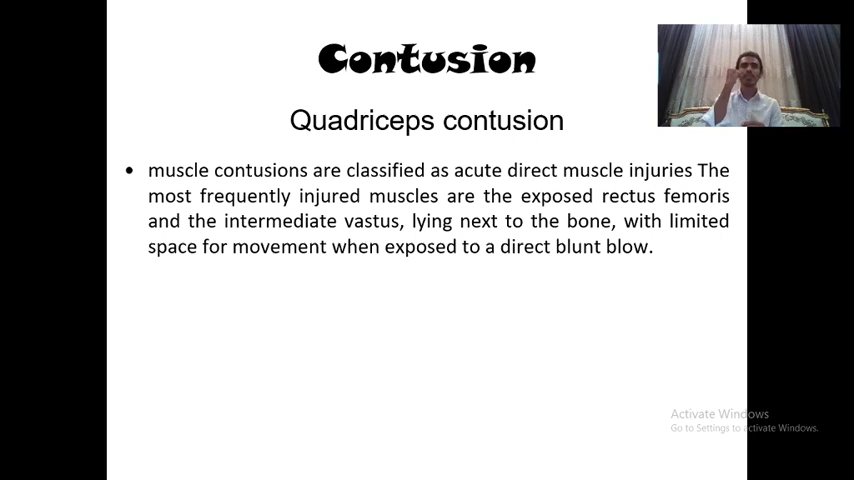 Contusion
Quadriceps contusion
• muscle contusions are classified as acute direct muscle injuries The
most frequently injured muscles are the exposed rectus femoris
and the intermediate vastus, lying next to the bone, with limited
space for movement when exposed to a direct blunt blow.
Activate Windows
Go to Settings to activate Windows.